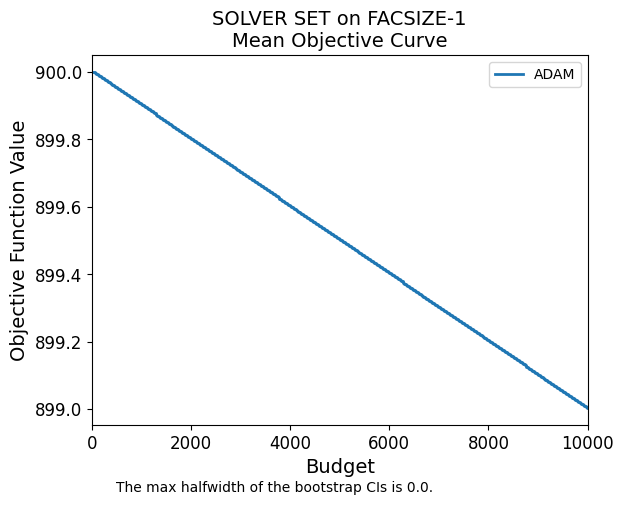 SOLVER SET on FACSIZE-1
Mean Objective Curve
ADAM
Objective Function Value
900.0
899.8
899.6
899.4
899.2
899.0
0 2000 4000 6000 8000 10000
Budget
The max halfwidth of the bootstrap CIs is 0.0.